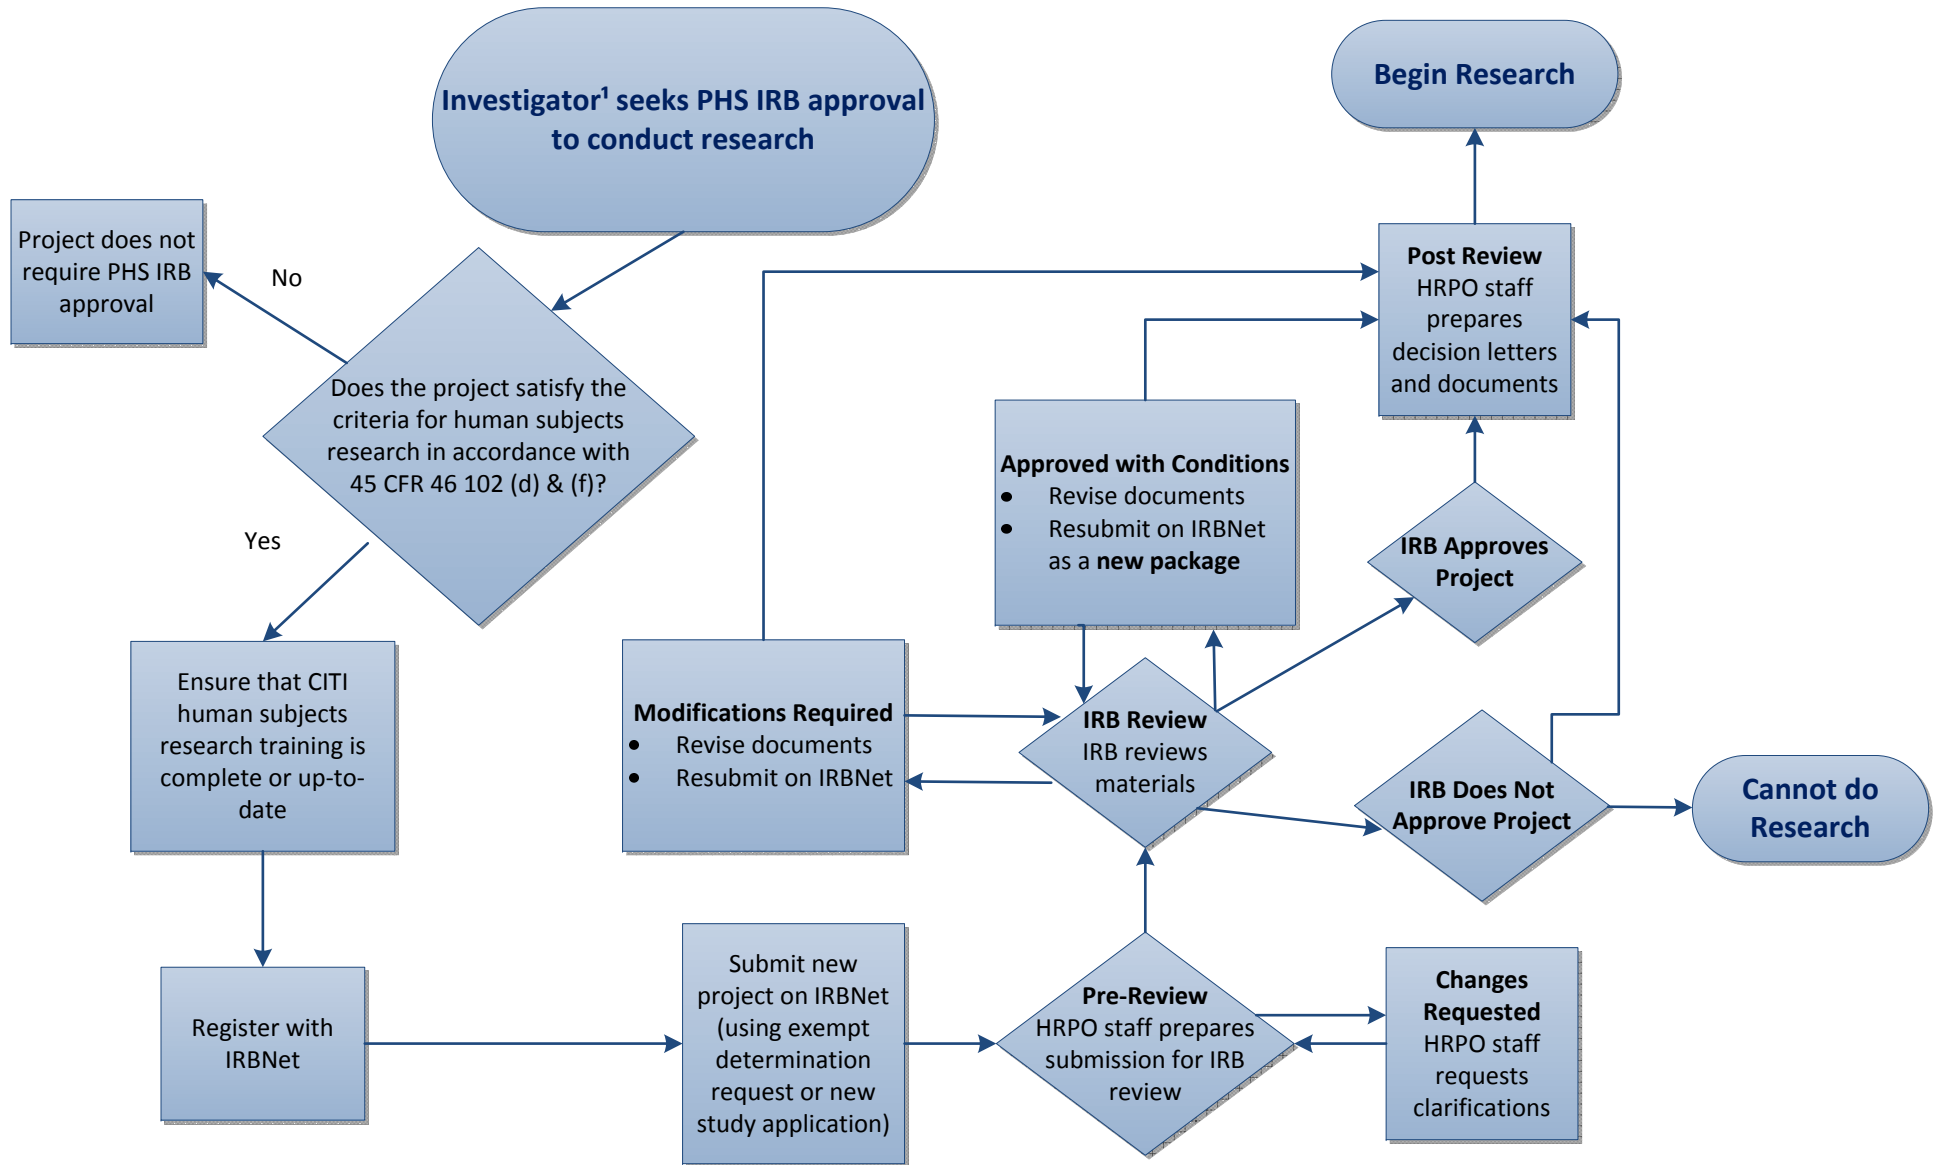 Investigator¹ seeks PHS IRB approval
to conduct research
Begin Research
Project does not
require PHS IRB
approval
No
Does the project satisfy the
criteria for human subjects
research in accordance with
45 CFR 46 102 (d) & (f)?
Yes
Ensure that CITI
human subjects
research training is
complete or up-to-
date
Register with
IRBNet
Submit new
project on IRBNet
(using exempt
determination
request or new
study application)
Pre-Review
HRPO staff prepares
submission for IRB
review
Changes
Requested
HRPO staff
requests
clarifications
IRB Review
IRB reviews
materials
Modifications Required
• Revise documents
• Resubmit on IRBNet
Approved with Conditions
• Revise documents
• Resubmit on IRBNet
as a new package
IRB Approves
Project
IRB Does Not
Approve Project
Cannot do
Research
Post Review
HRPO staff
prepares
decision letters
and documents